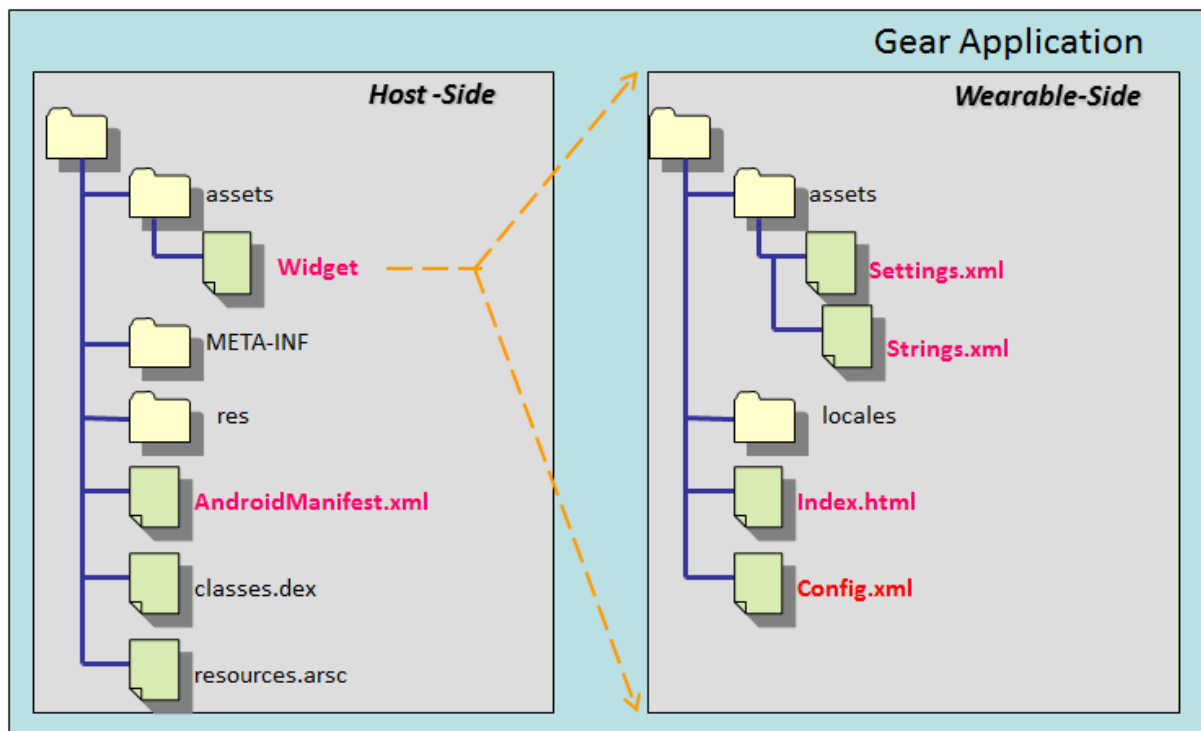 Gear Application
Host -Side
assets
Widget
META-INF
res
AndroidManifest.xml
classes.dex
resources.arsc
Wearable-Side
assets
Settings.xml
Strings.xml
locales
Index.html
Config.xml